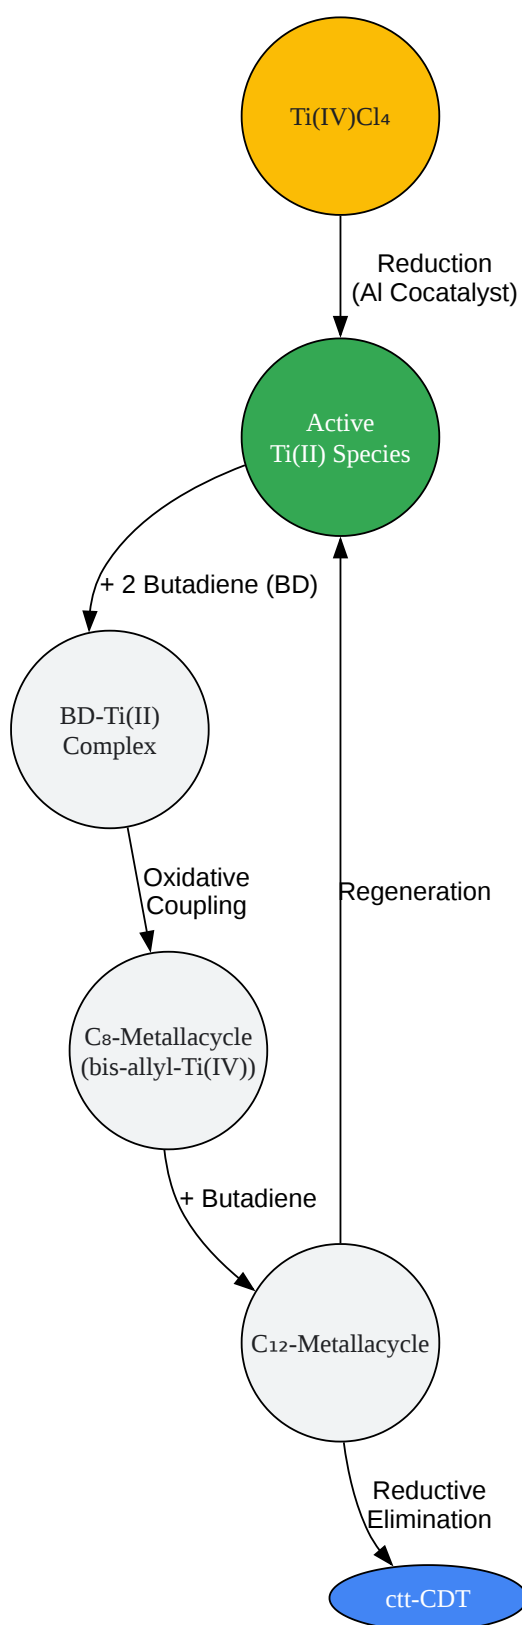 Ti(IV)Cl₄
Reduction
(Al Cocatalyst)
Active
Ti(II) Species
+ 2 Butadiene (BD)
BD-Ti(II)
Complex
Oxidative
Coupling
Regeneration
C₈-Metallacycle
(bis-allyl-Ti(IV))
+ Butadiene
C₁₂-Metallacycle
Reductive
Elimination
ctt-CDT